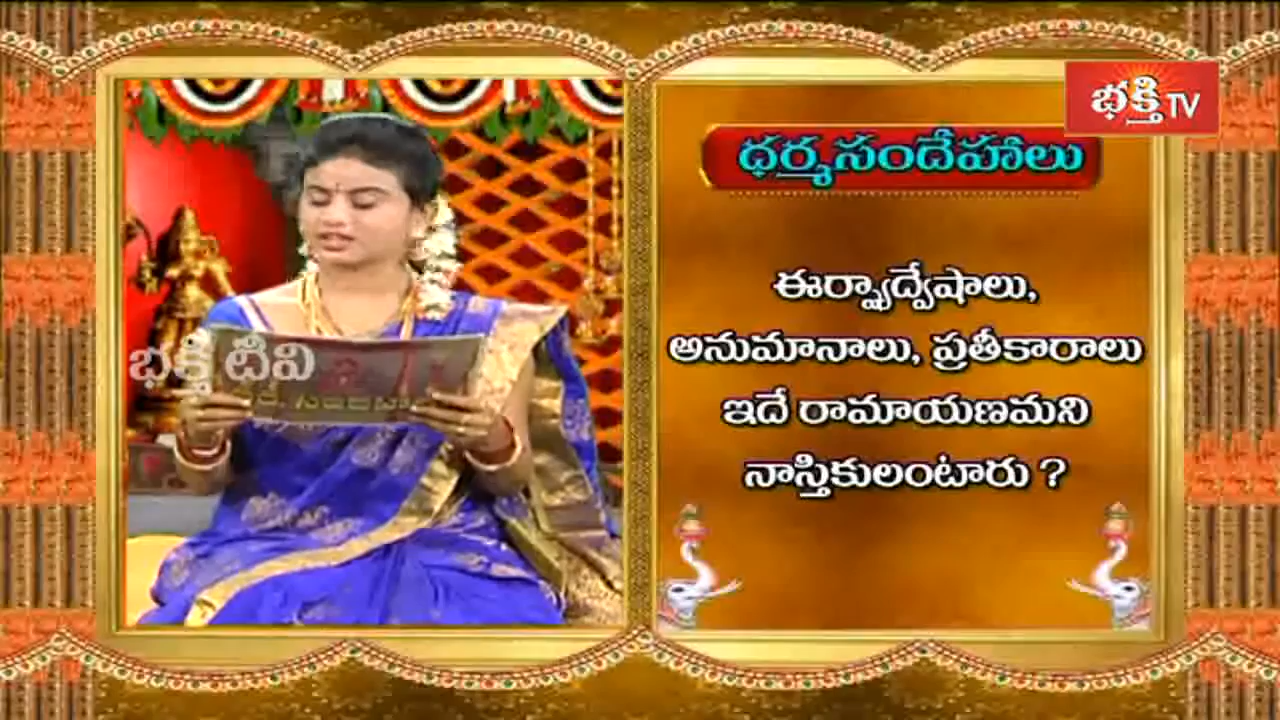 భక్తి TV
ధర్మసందేహాలు
ఈర్ష్యాద్వేషాలు,
అనుమానాలు, ప్రతీకారాలు
ఇదే రామాయణమని
నాస్తికులంటారు ?
భక్తి టీవి